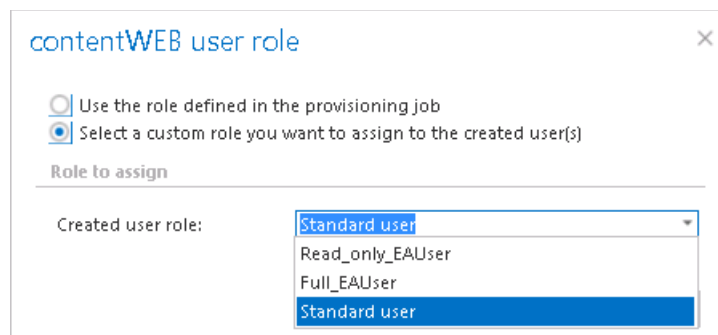 contentWEB user role
Use the role defined in the provisioning job
Select a custom role you want to assign to the created user(s)
Role to assign
Created user role: Standard user
Read_only_EAUser
Full_EAUser
Standard user